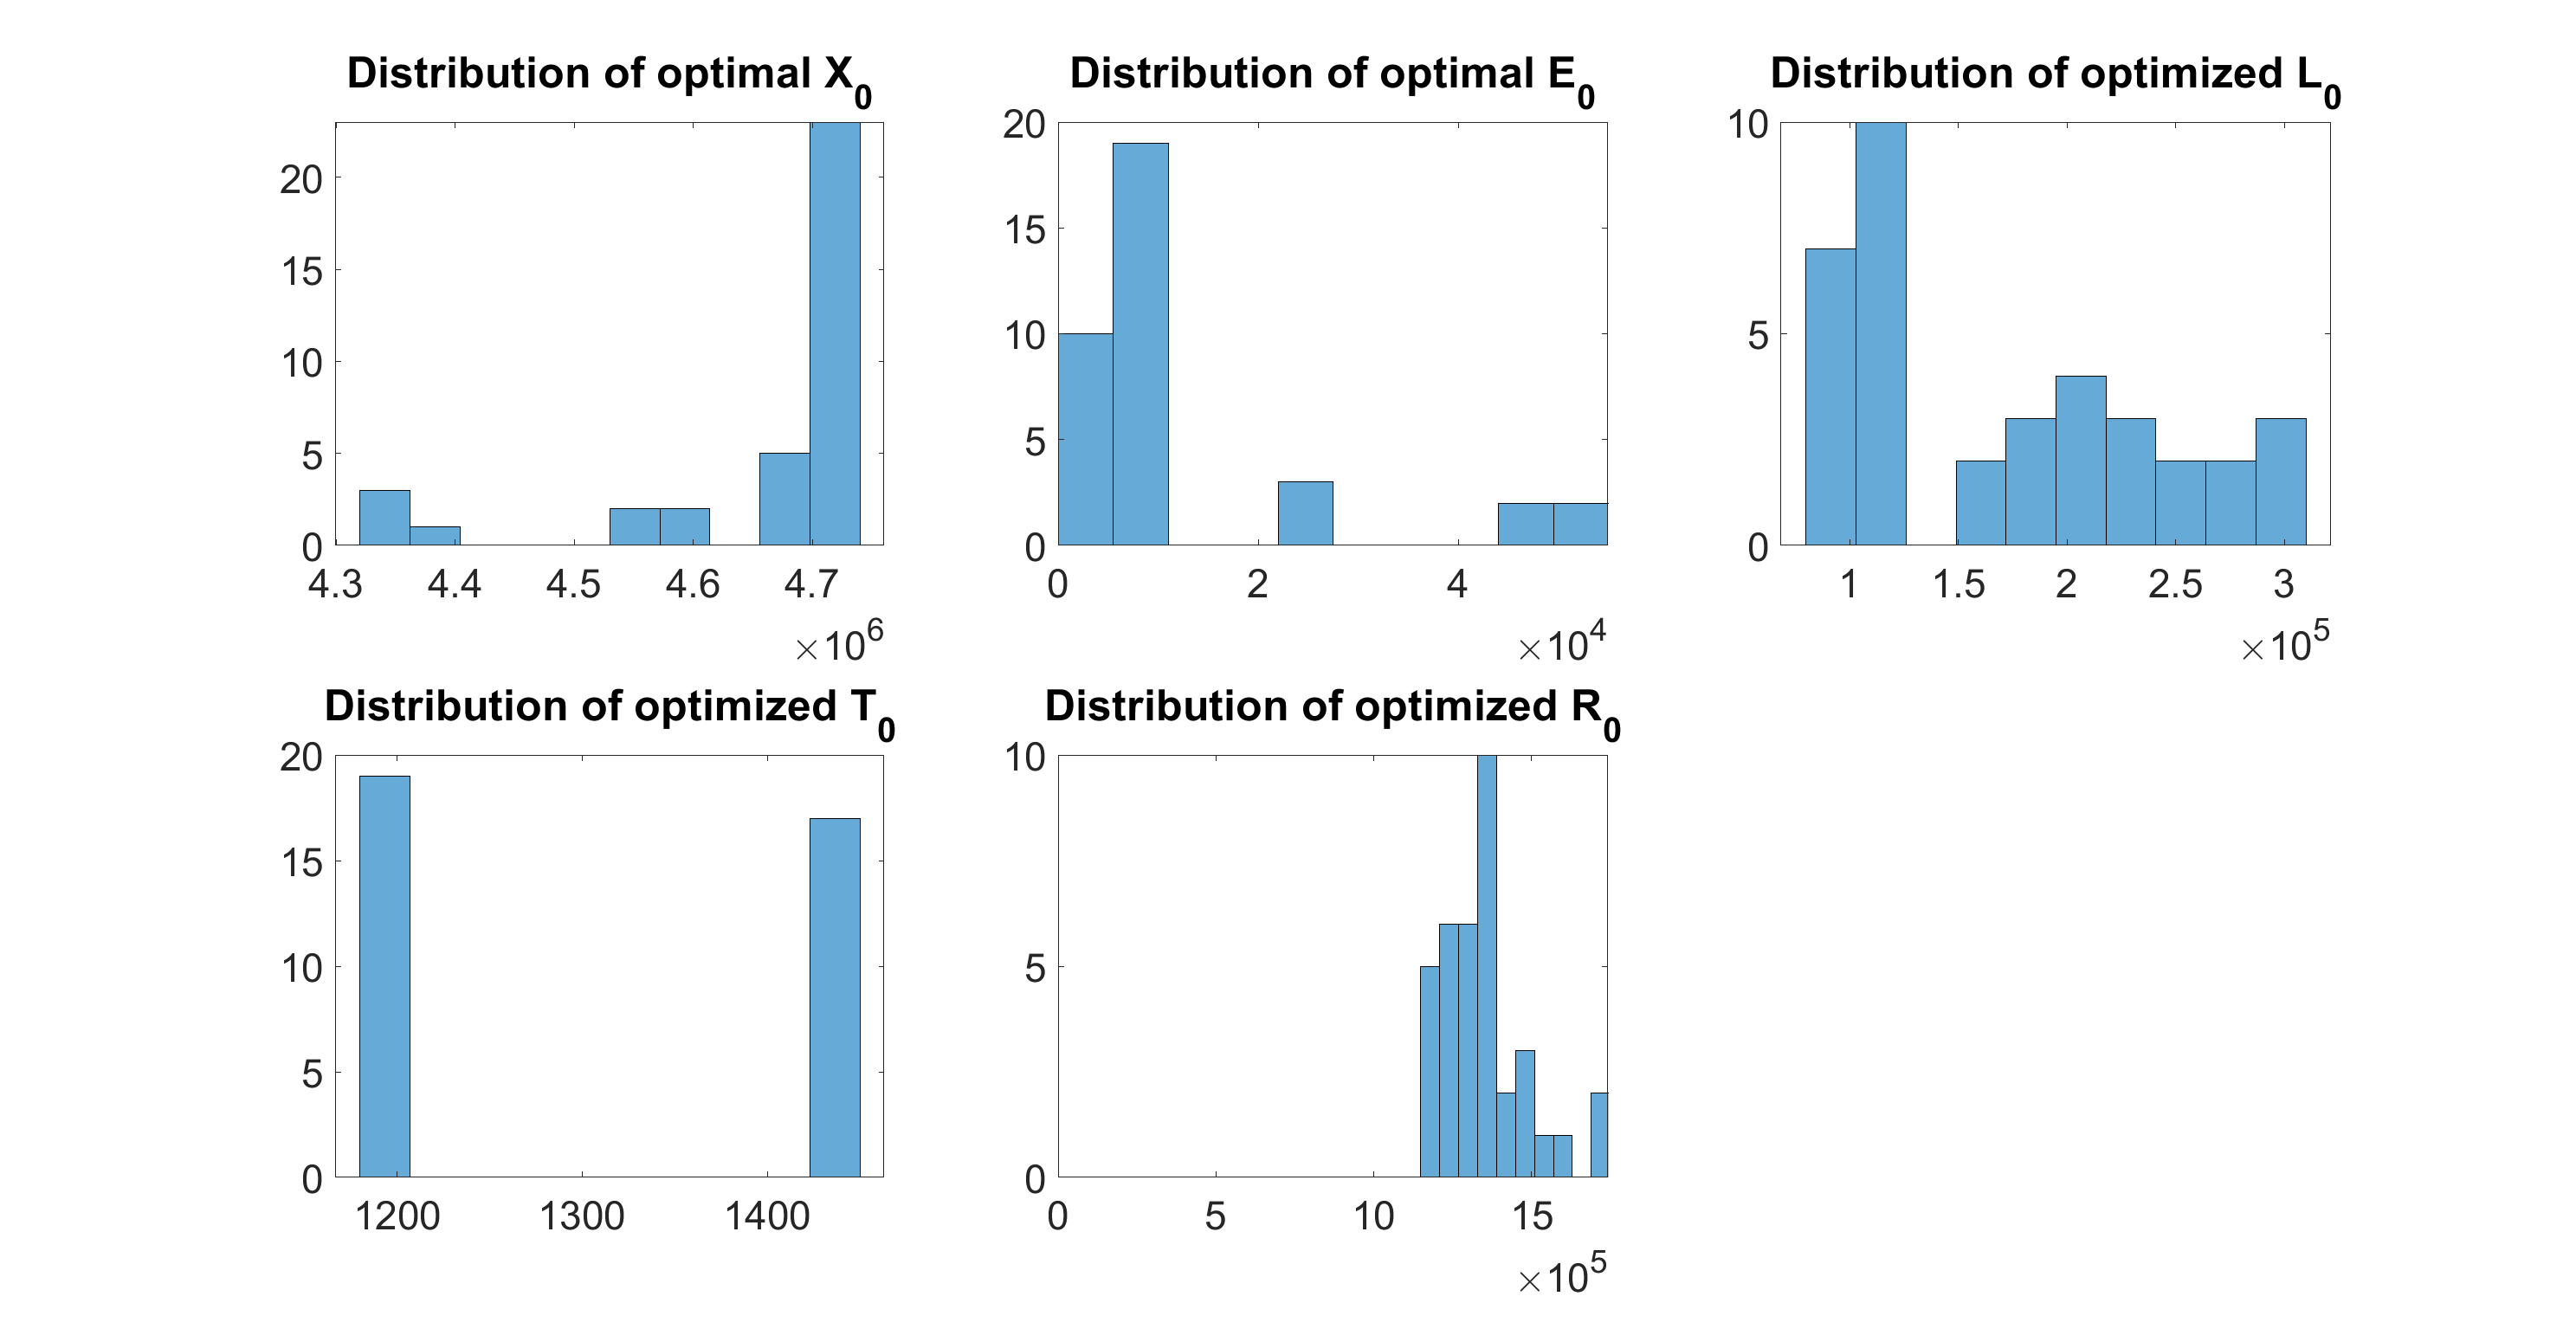 Distribution of optimal X0
20
15
10
5
0
4.3 4.4 4.5 4.6 4.7
×10^6
Distribution of optimal E0
20
15
10
5
0
0 2 4
×10^4
Distribution of optimized L0
10
5
0
1 1.5 2 2.5 3
×10^5
Distribution of optimized T0
20
15
10
5
0
1200 1300 1400
Distribution of optimized R0
10
5
0
0 5 10 15
×10^5